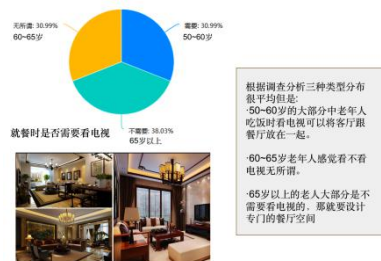 无所谓: 30.99%
60~65岁
需要: 30.99%
50~60岁
就餐时是否需要看电视
不需要: 38.03%
65岁以上
根据调查分析三种类型分布
很平均但是:
·50~60岁的大部分中老年人
吃饭时看电视可以将客厅跟
餐厅放在一起。
·60~65岁老年人感觉看不看
电视无所谓。
·65岁以上的老人大部分是不
需要看电视的，那就要设计
专门的餐厅空间